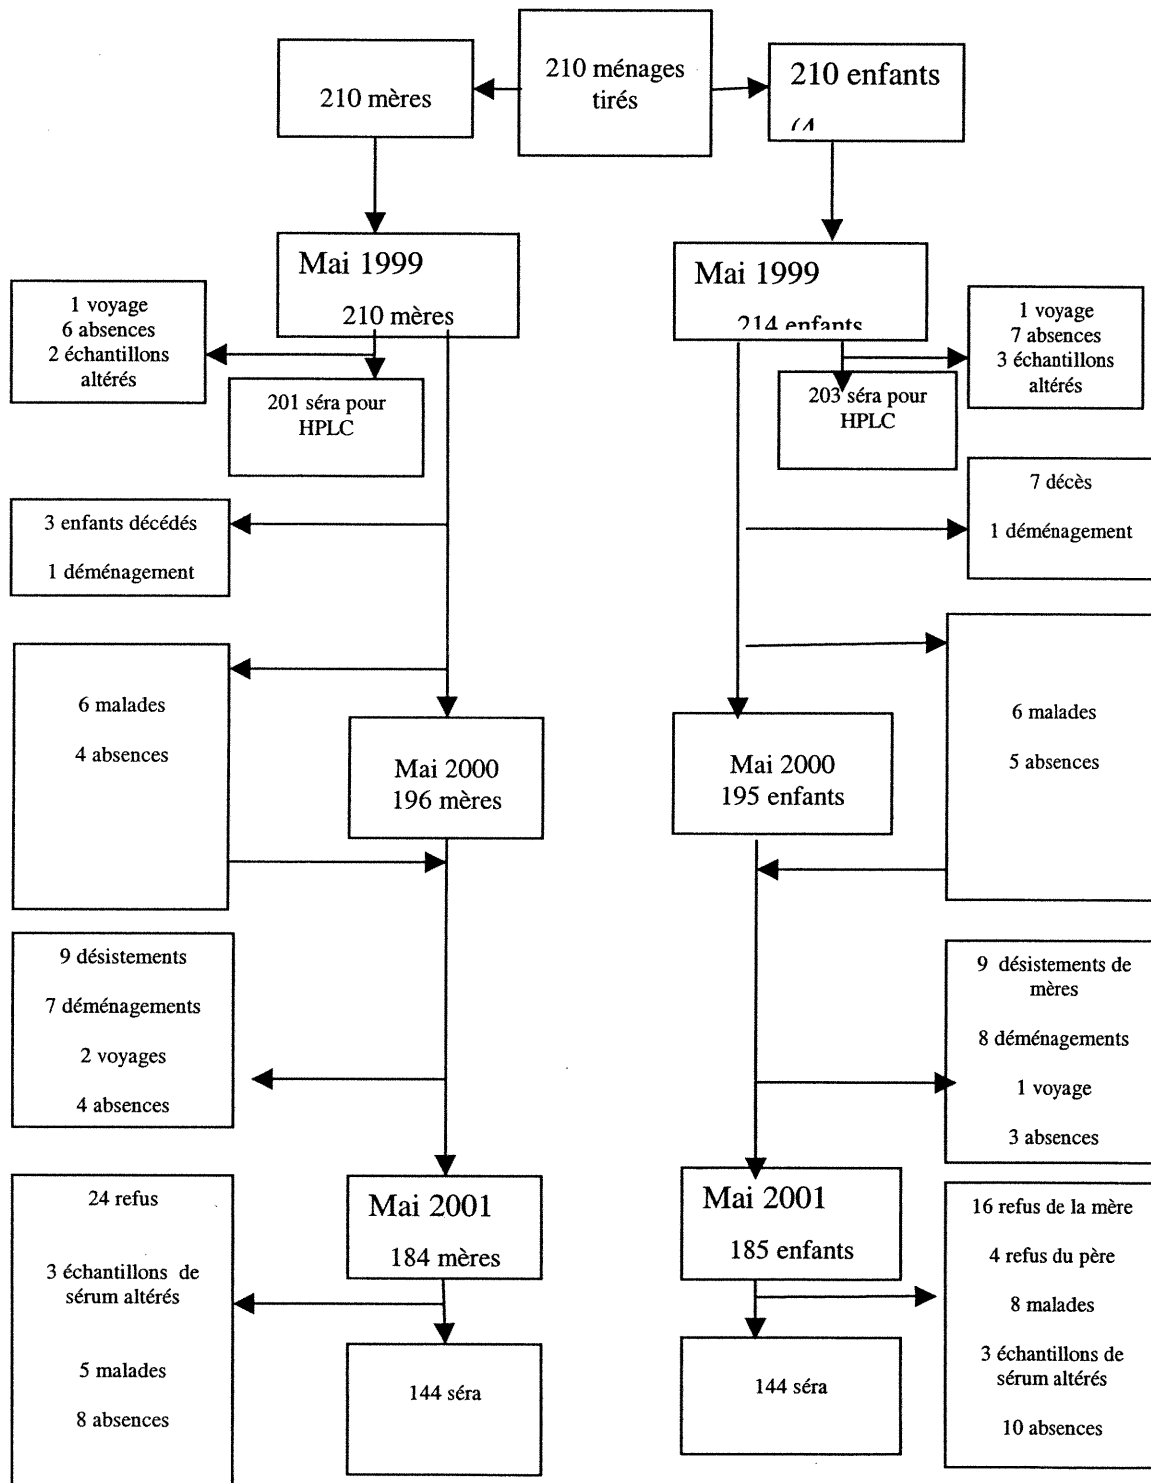 210 mères
210 ménages
tirés
210 enfants
(4
Mai 1999
210 mères
Mai 1999
214 enfants
1 voyage
6 absences
2 échantillons
altérés
1 voyage
7 absences
3 échantillons
altérés
201 séra pour
HPLC
203 séra pour
HPLC
3 enfants décédés
1 déménagement
7 décès
1 déménagement
6 malades
4 absences
6 malades
5 absences
Mai 2000
196 mères
Mai 2000
195 enfants
9 désistements
7 déménagements
2 voyages
4 absences
9 désistements de
mères
8 déménagements
1 voyage
3 absences
24 refus
3 échantillons de
sérum altérés
5 malades
8 absences
Mai 2001
184 mères
Mai 2001
185 enfants
16 refus de la mère
4 refus du père
8 malades
3 échantillons de
sérum altérés
10 absences
144 séra
144 séra